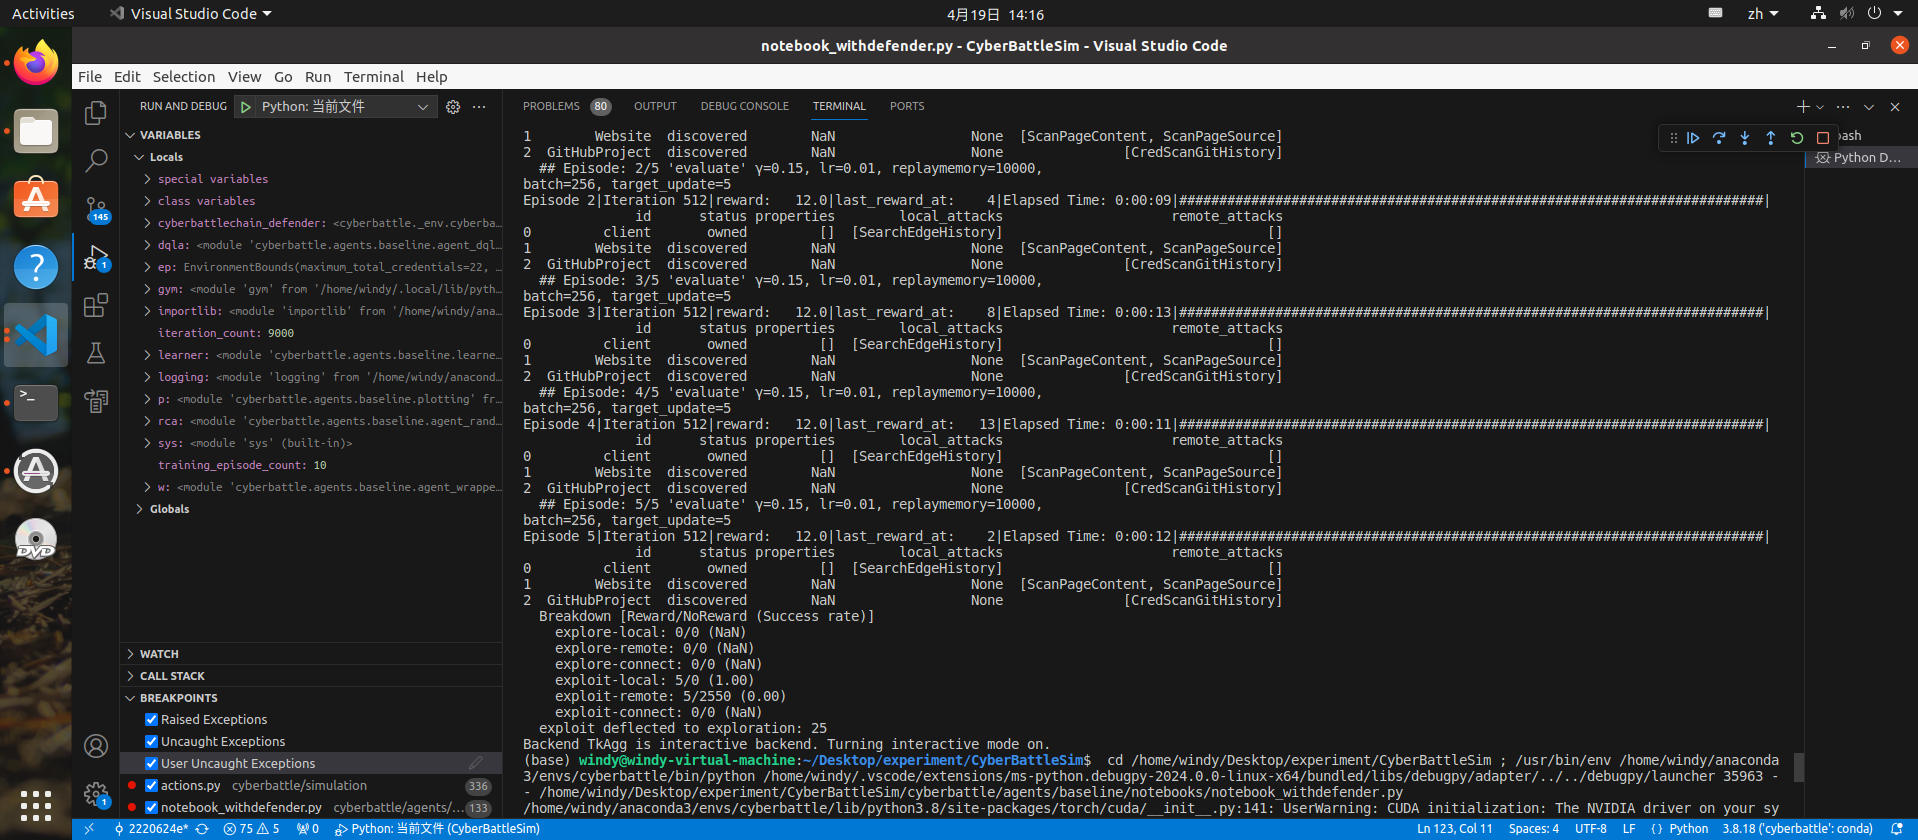 Activities
Visual Studio Code
4月19日 14:16
zh
notebook_withdefender.py - CyberBattleSim - Visual Studio Code
File Edit Selection View Go Run Terminal Help
RUN AND DEBUG
Python: 当前文件
VARIABLES
Locals
special variables
class variables
cyberbattlechain_defender: <cyberbattle._env.cyberba…
dqla: <module 'cyberbattle.agents.baseline.agent_dql…
ep: EnvironmentBounds(maximum_total_credentials=22, …
gym: <module 'gym' from '/home/windy/.local/lib/pyth…
importlib: <module 'importlib' from '/home/windy/ana…
iteration_count: 9000
learner: <module 'cyberbattle.agents.baseline.learne…
logging: <module 'logging' from '/home/windy/anacond…
p: <module 'cyberbattle.agents.baseline.plotting' fr…
rca: <module 'cyberbattle.agents.baseline.agent_rand…
sys: <module 'sys' (built-in)>
training_episode_count: 10
w: <module 'cyberbattle.agents.baseline.agent_wrappe…
Globals
WATCH
CALL STACK
BREAKPOINTS
Raised Exceptions
Uncaught Exceptions
User Uncaught Exceptions
actions.py cyberbattle/simulation 336
notebook_withdefender.py cyberbattle/agents/… 133
145
1
1
DVD
PROBLEMS 80 OUTPUT DEBUG CONSOLE TERMINAL PORTS
bash
Python D…
1 Website discovered NaN None [ScanPageContent, ScanPageSource]
2 GitHubProject discovered NaN None [CredScanGitHistory]
## Episode: 2/5 'evaluate' γ=0.15, lr=0.01, replaymemory=10000,
batch=256, target_update=5
Episode 2|Iteration 512|reward: 12.0|last_reward_at: 4|Elapsed Time: 0:00:09|#########################################################################|
id status properties local_attacks remote_attacks
0 client owned [] [SearchEdgeHistory] []
1 Website discovered NaN None [ScanPageContent, ScanPageSource]
2 GitHubProject discovered NaN None [CredScanGitHistory]
## Episode: 3/5 'evaluate' γ=0.15, lr=0.01, replaymemory=10000,
batch=256, target_update=5
Episode 3|Iteration 512|reward: 12.0|last_reward_at: 8|Elapsed Time: 0:00:13|#########################################################################|
id status properties local_attacks remote_attacks
0 client owned [] [SearchEdgeHistory] []
1 Website discovered NaN None [ScanPageContent, ScanPageSource]
2 GitHubProject discovered NaN None [CredScanGitHistory]
## Episode: 4/5 'evaluate' γ=0.15, lr=0.01, replaymemory=10000,
batch=256, target_update=5
Episode 4|Iteration 512|reward: 12.0|last_reward_at: 13|Elapsed Time: 0:00:11|#########################################################################|
id status properties local_attacks remote_attacks
0 client owned [] [SearchEdgeHistory] []
1 Website discovered NaN None [ScanPageContent, ScanPageSource]
2 GitHubProject discovered NaN None [CredScanGitHistory]
## Episode: 5/5 'evaluate' γ=0.15, lr=0.01, replaymemory=10000,
batch=256, target_update=5
Episode 5|Iteration 512|reward: 12.0|last_reward_at: 2|Elapsed Time: 0:00:12|#########################################################################|
id status properties local_attacks remote_attacks
0 client owned [] [SearchEdgeHistory] []
1 Website discovered NaN None [ScanPageContent, ScanPageSource]
2 GitHubProject discovered NaN None [CredScanGitHistory]
Breakdown [Reward/NoReward (Success rate)]
explore-local: 0/0 (NaN)
explore-remote: 0/0 (NaN)
explore-connect: 0/0 (NaN)
exploit-local: 5/0 (1.00)
exploit-remote: 5/2550 (0.00)
exploit-connect: 0/0 (NaN)
exploit deflected to exploration: 25
Backend TkAgg is interactive backend. Turning interactive mode on.
(base) windy@windy-virtual-machine:~/Desktop/experiment/CyberBattleSim$ cd /home/windy/Desktop/experiment/CyberBattleSim ; /usr/bin/env /home/windy/anaconda
3/envs/cyberbattle/bin/python /home/windy/.vscode/extensions/ms-python.debugpy-2024.0.0-linux-x64/bundled/libs/debugpy/adapter/../../debugpy/launcher 35963 -
- /home/windy/Desktop/experiment/CyberBattleSim/cyberbattle/agents/baseline/notebooks/notebook_withdefender.py
/home/windy/anaconda3/envs/cyberbattle/lib/python3.8/site-packages/torch/cuda/__init__.py:141: UserWarning: CUDA initialization: The NVIDIA driver on your sy
2220624e* 75 5 0 Python: 当前文件 (CyberBattleSim) Ln 123, Col 11 Spaces: 4 UTF-8 LF Python 3.8.18 ('cyberbattle': conda)